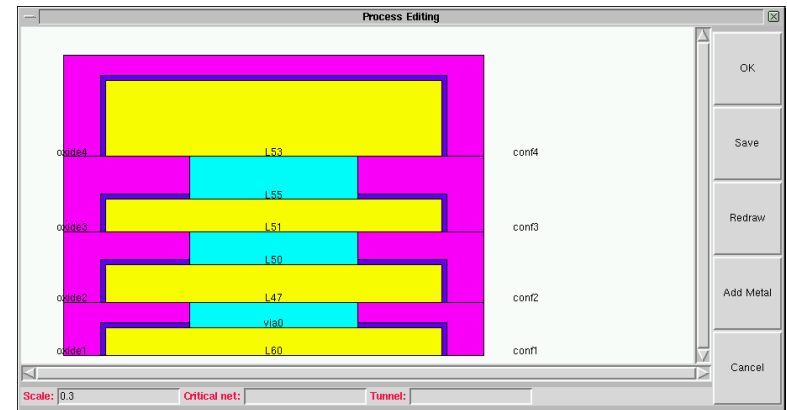 Process Editing
OK
Save
Redraw
Add Metal
Cancel
oxide4 L53 conf4
L55
oxide3 L51 conf3
L50
oxide2 L47 conf2
via0
oxide1 L60 conf1
Scale: 0.3 Critical net: Tunnel: